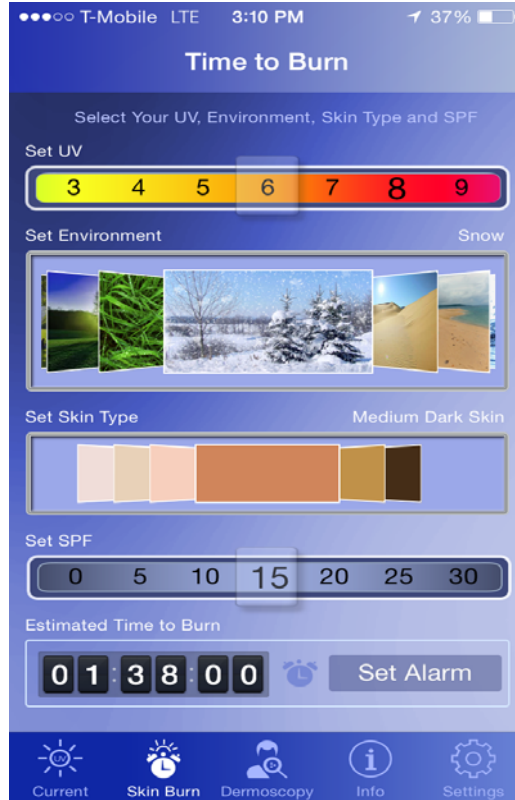 T-Mobile LTE 3:10 PM 37%
Time to Burn
Select Your UV, Environment, Skin Type and SPF
Set UV
3 4 5 6 7 8 9
Set Environment Snow
Set Skin Type Medium Dark Skin
Set SPF
0 5 10 15 20 25 30
Estimated Time to Burn
01:38:00 Set Alarm
UV
Current Skin Burn Dermoscopy Info Settings